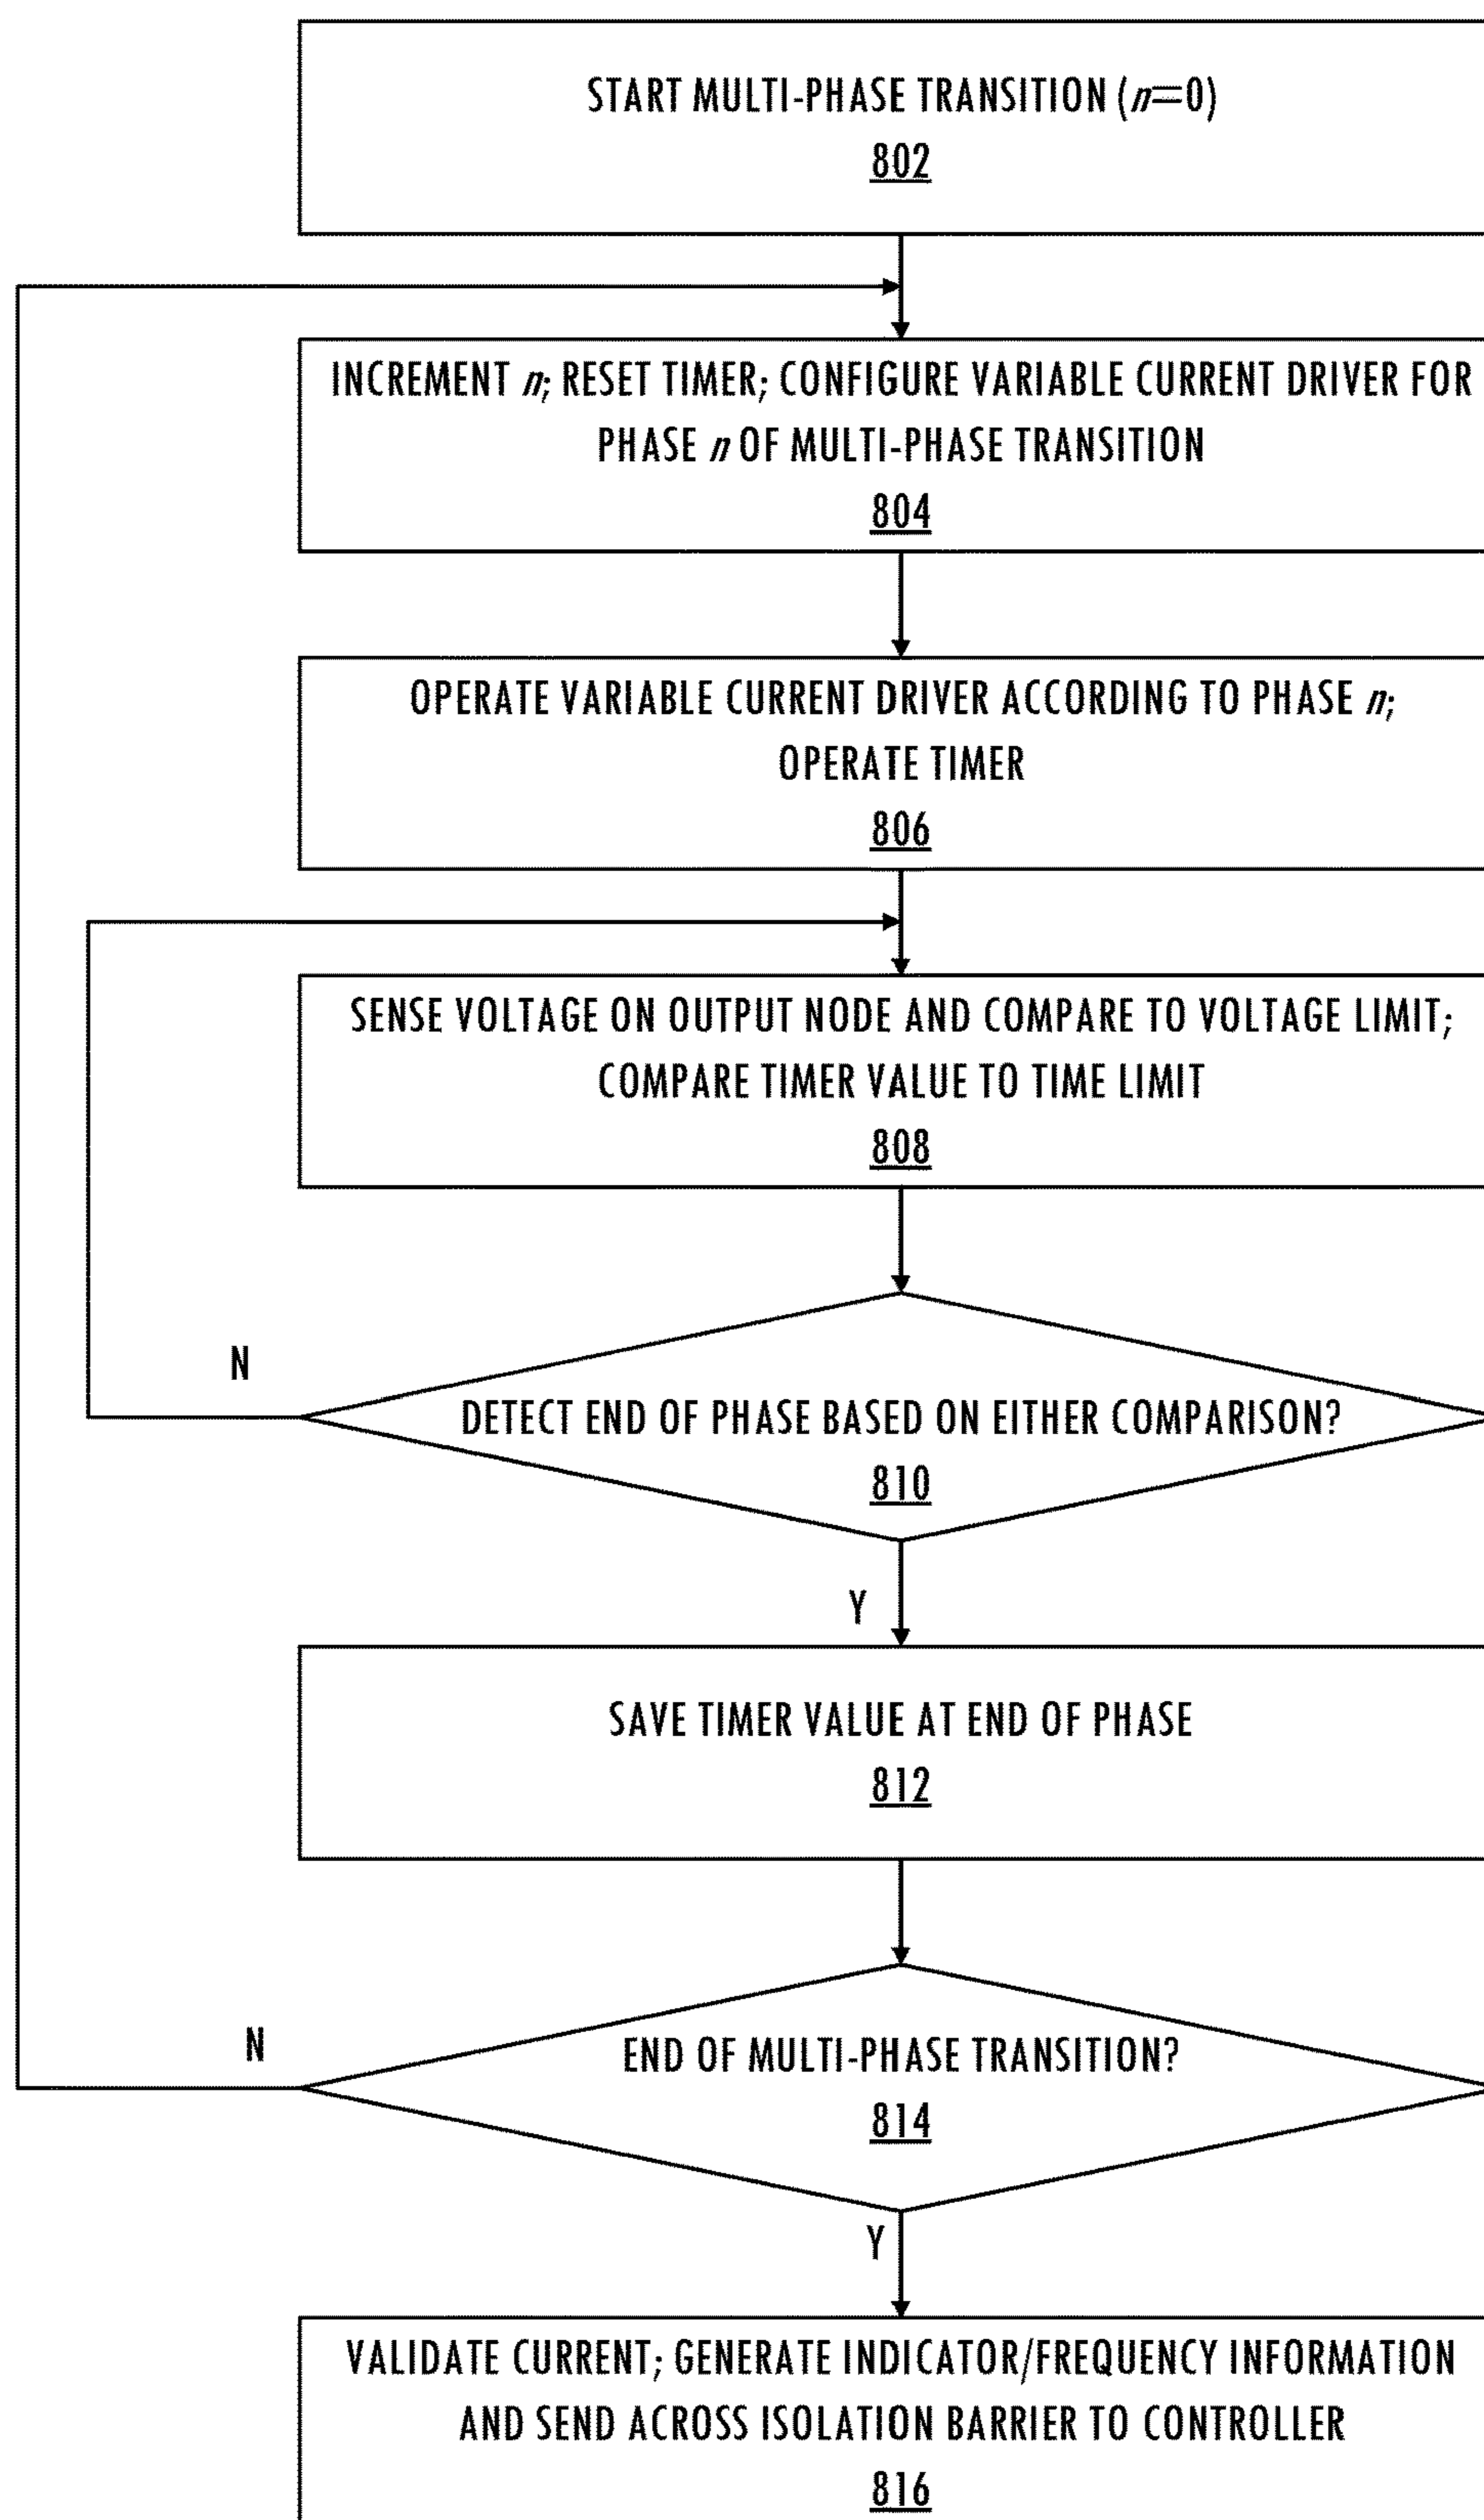 START MULTI-PHASE TRANSITION (n=0)
802
INCREMENT n; RESET TIMER; CONFIGURE VARIABLE CURRENT DRIVER FOR
PHASE n OF MULTI-PHASE TRANSITION
804
OPERATE VARIABLE CURRENT DRIVER ACCORDING TO PHASE n;
OPERATE TIMER
806
SENSE VOLTAGE ON OUTPUT NODE AND COMPARE TO VOLTAGE LIMIT;
COMPARE TIMER VALUE TO TIME LIMIT
808
N
DETECT END OF PHASE BASED ON EITHER COMPARISON?
810
Y
SAVE TIMER VALUE AT END OF PHASE
812
N
END OF MULTI-PHASE TRANSITION?
814
Y
VALIDATE CURRENT; GENERATE INDICATOR/FREQUENCY INFORMATION
AND SEND ACROSS ISOLATION BARRIER TO CONTROLLER
816